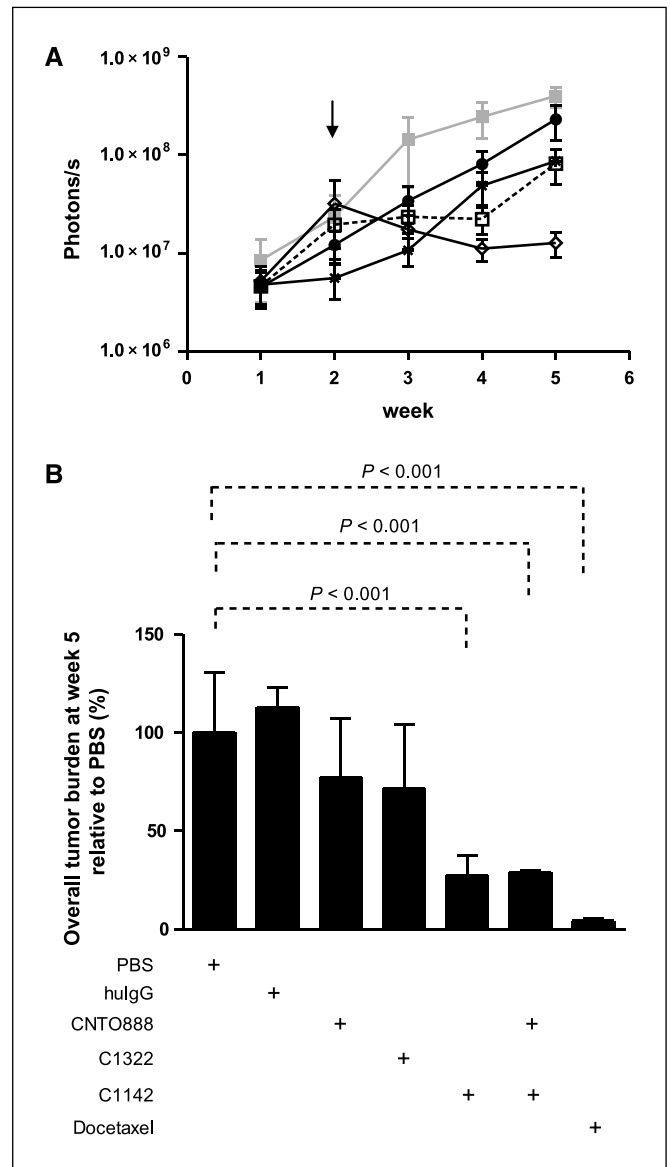 A
1.0 × 10⁹
1.0 × 10⁸
1.0 × 10⁷
1.0 × 10⁶
Photons/s
0 1 2 3 4 5 6
week
B
P < 0.001
P < 0.001
P < 0.001
150
100
50
0
Overall tumor burden at week 5
relative to PBS (%)
PBS +
huIgG +
CNTO888 + +
C1322 +
C1142 + +
Docetaxel +